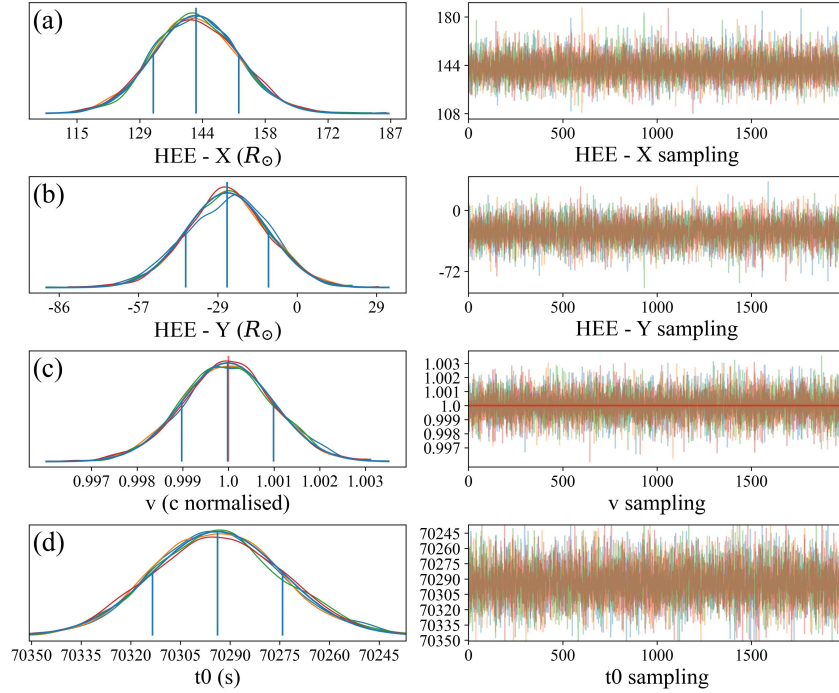 (a)
115 129 144 158 172 187
HEE - X (R☉)
180
144
108
0 500 1000 1500
HEE - X sampling
(b)
-86 -57 -29 0 29
HEE - Y (R☉)
0
-72
0 500 1000 1500
HEE - Y sampling
(c)
0.997 0.998 0.999 1.0 1.001 1.002 1.003
v (c normalised)
1.003
1.002
1.001
1.0
0.999
0.998
0.997
0 500 1000 1500
v sampling
(d)
70350 70335 70320 70305 70290 70275 70260 70245
t0 (s)
70245
70260
70275
70290
70305
70320
70335
70350
0 500 1000 1500
t0 sampling